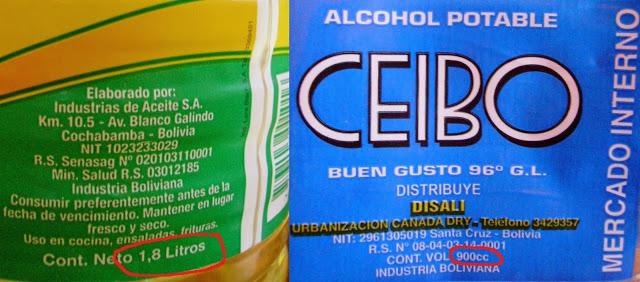 Elaborado por:
Industrias de Aceite S.A.
Km. 10.5 - Av. Blanco Galindo
Cochabamba - Bolivia
NIT 1023233029
R.S. Senasag Nº 020103110001
Min. Salud R.S. 03012185
Industria Boliviana
Consumir preferentemente antes de la
fecha de vencimiento. Mantener en lugar
fresco y seco.
Uso en cocina, ensaladas, frituras.
Cont. Neto 1,8 Litros
ALCOHOL POTABLE
CEIBO
BUEN GUSTO 96º G.L.
DISTRIBUYE
DISALI
URBANIZACION CANADA DRY - Teléfono 3429357
NIT: 2961305019 Santa Cruz - Bolivia
R.S. Nº 08-04-03-14-0001
CONT. VOL. 900cc
INDUSTRIA BOLIVIANA
MERCADO INTERNO